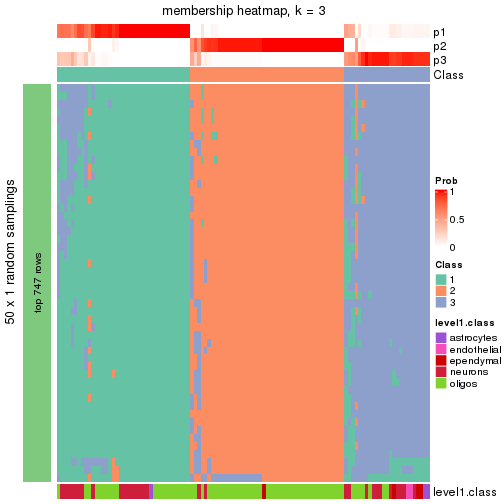 membership heatmap, k = 3
p1
p2
p3
Class
50 x 1 random samplings
top 747 rows
Prob
1
0.5
0
Class
1
2
3
level1.class
astrocytes
endothelial
ependymal
neurons
oligos
level1.class